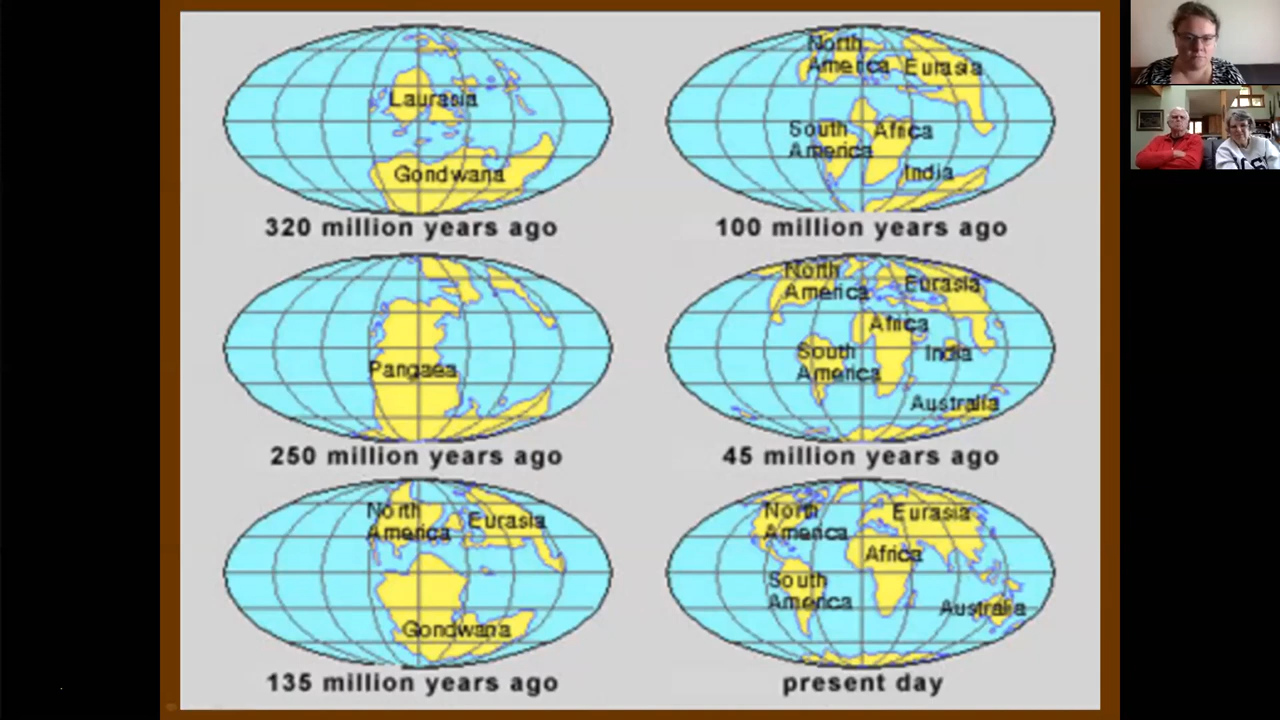 Laurasia
Gondwana
320 million years ago
Pangaea
250 million years ago
North
America
Eurasia
Gondwana
135 million years ago
North
America
Eurasia
South
America
Africa
India
100 million years ago
North
America
Eurasia
Africa
South
America
India
Australia
45 million years ago
North
America
Eurasia
Africa
South
America
Australia
present day